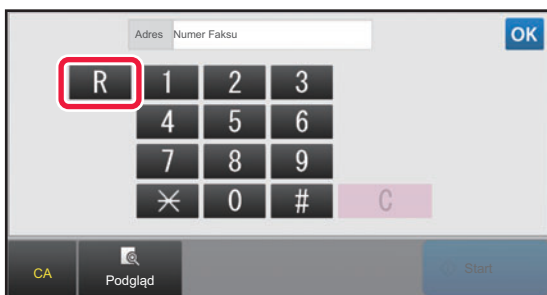 Adres Numer Faksu OK
R 1 2 3
4 5 6
7 8 9
* 0 # C
CA Podgląd Start